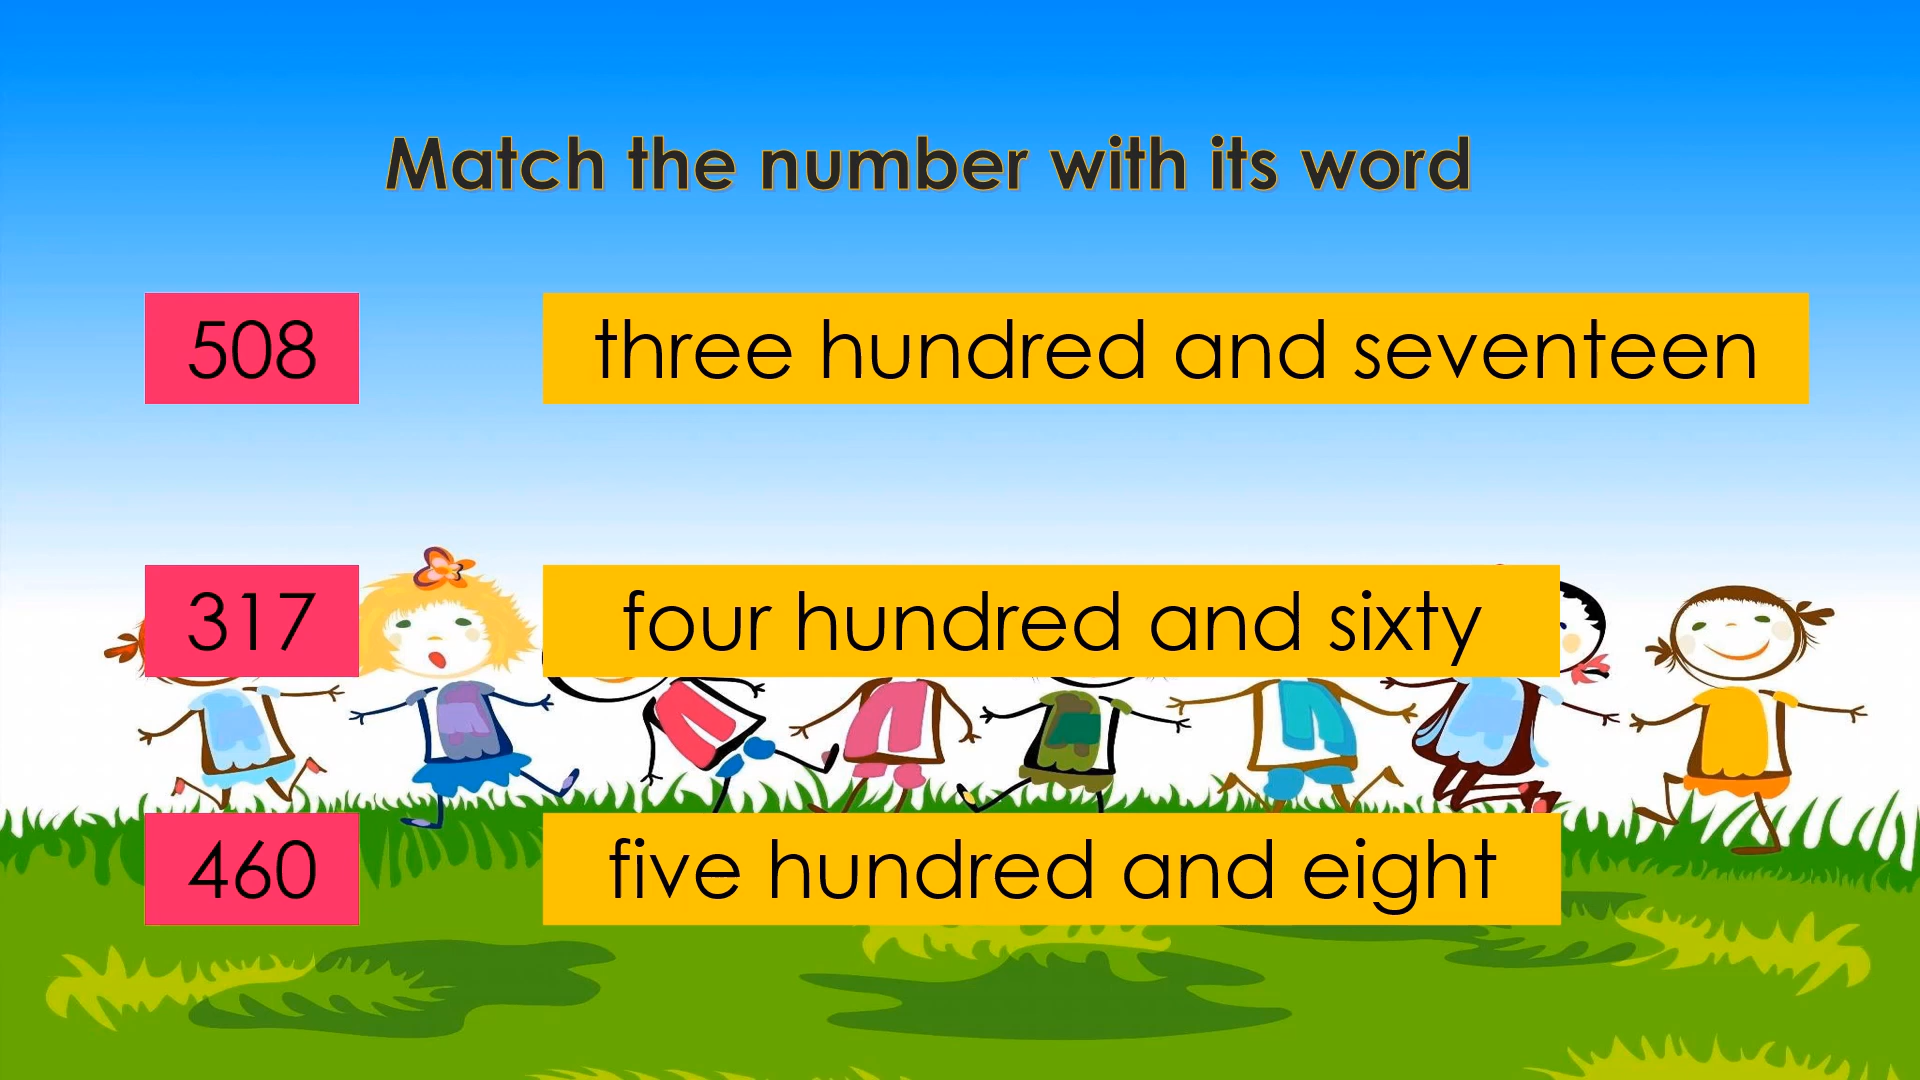 Match the number with its word
508
three hundred and seventeen
317
four hundred and sixty
460
five hundred and eight